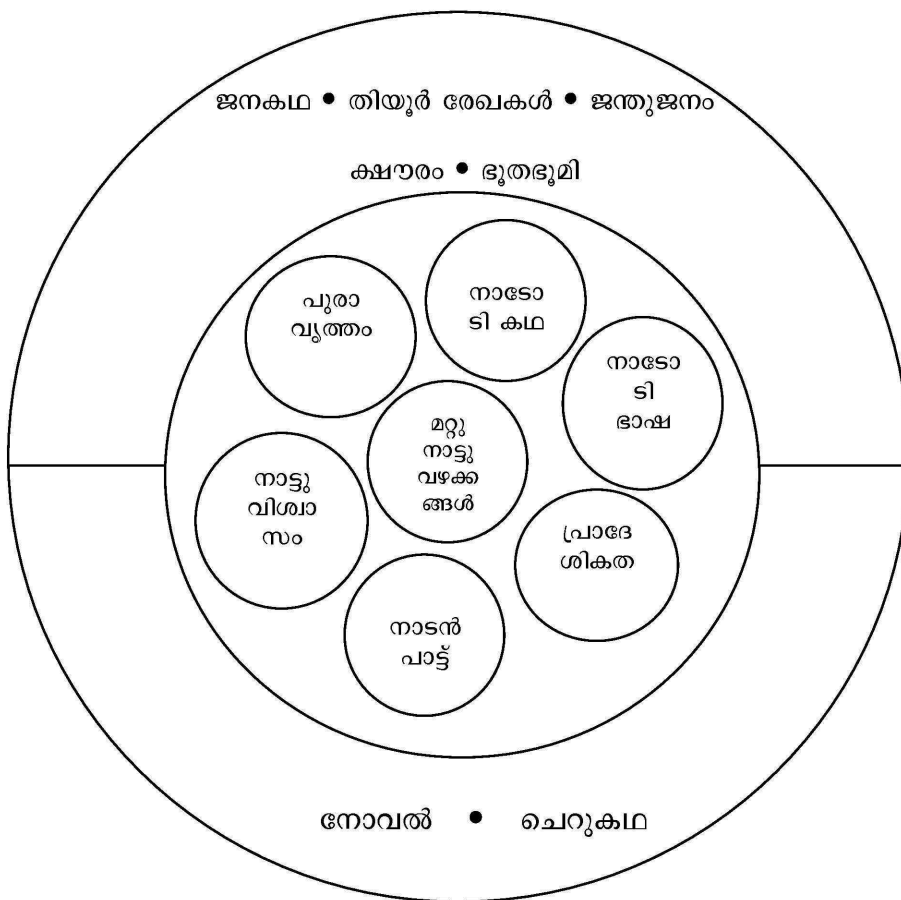 ജനകഥ • തിയൂർ രേഖകൾ • ജന്തുജനം
ക്ഷൗരം • ഭൂതഭൂമി
പുരാ
വൃത്തം
നാടോ
ടി കഥ
നാടോ
ടി
ഭാഷ
മറ്റു
നാട്ടു
വഴക്ക
ങ്ങൾ
നാട്ടു
വിശ്വാ
സം
പ്രാദേ
ശികത
നാടൻ
പാട്ട്
നോവൽ • ചെറുകഥ